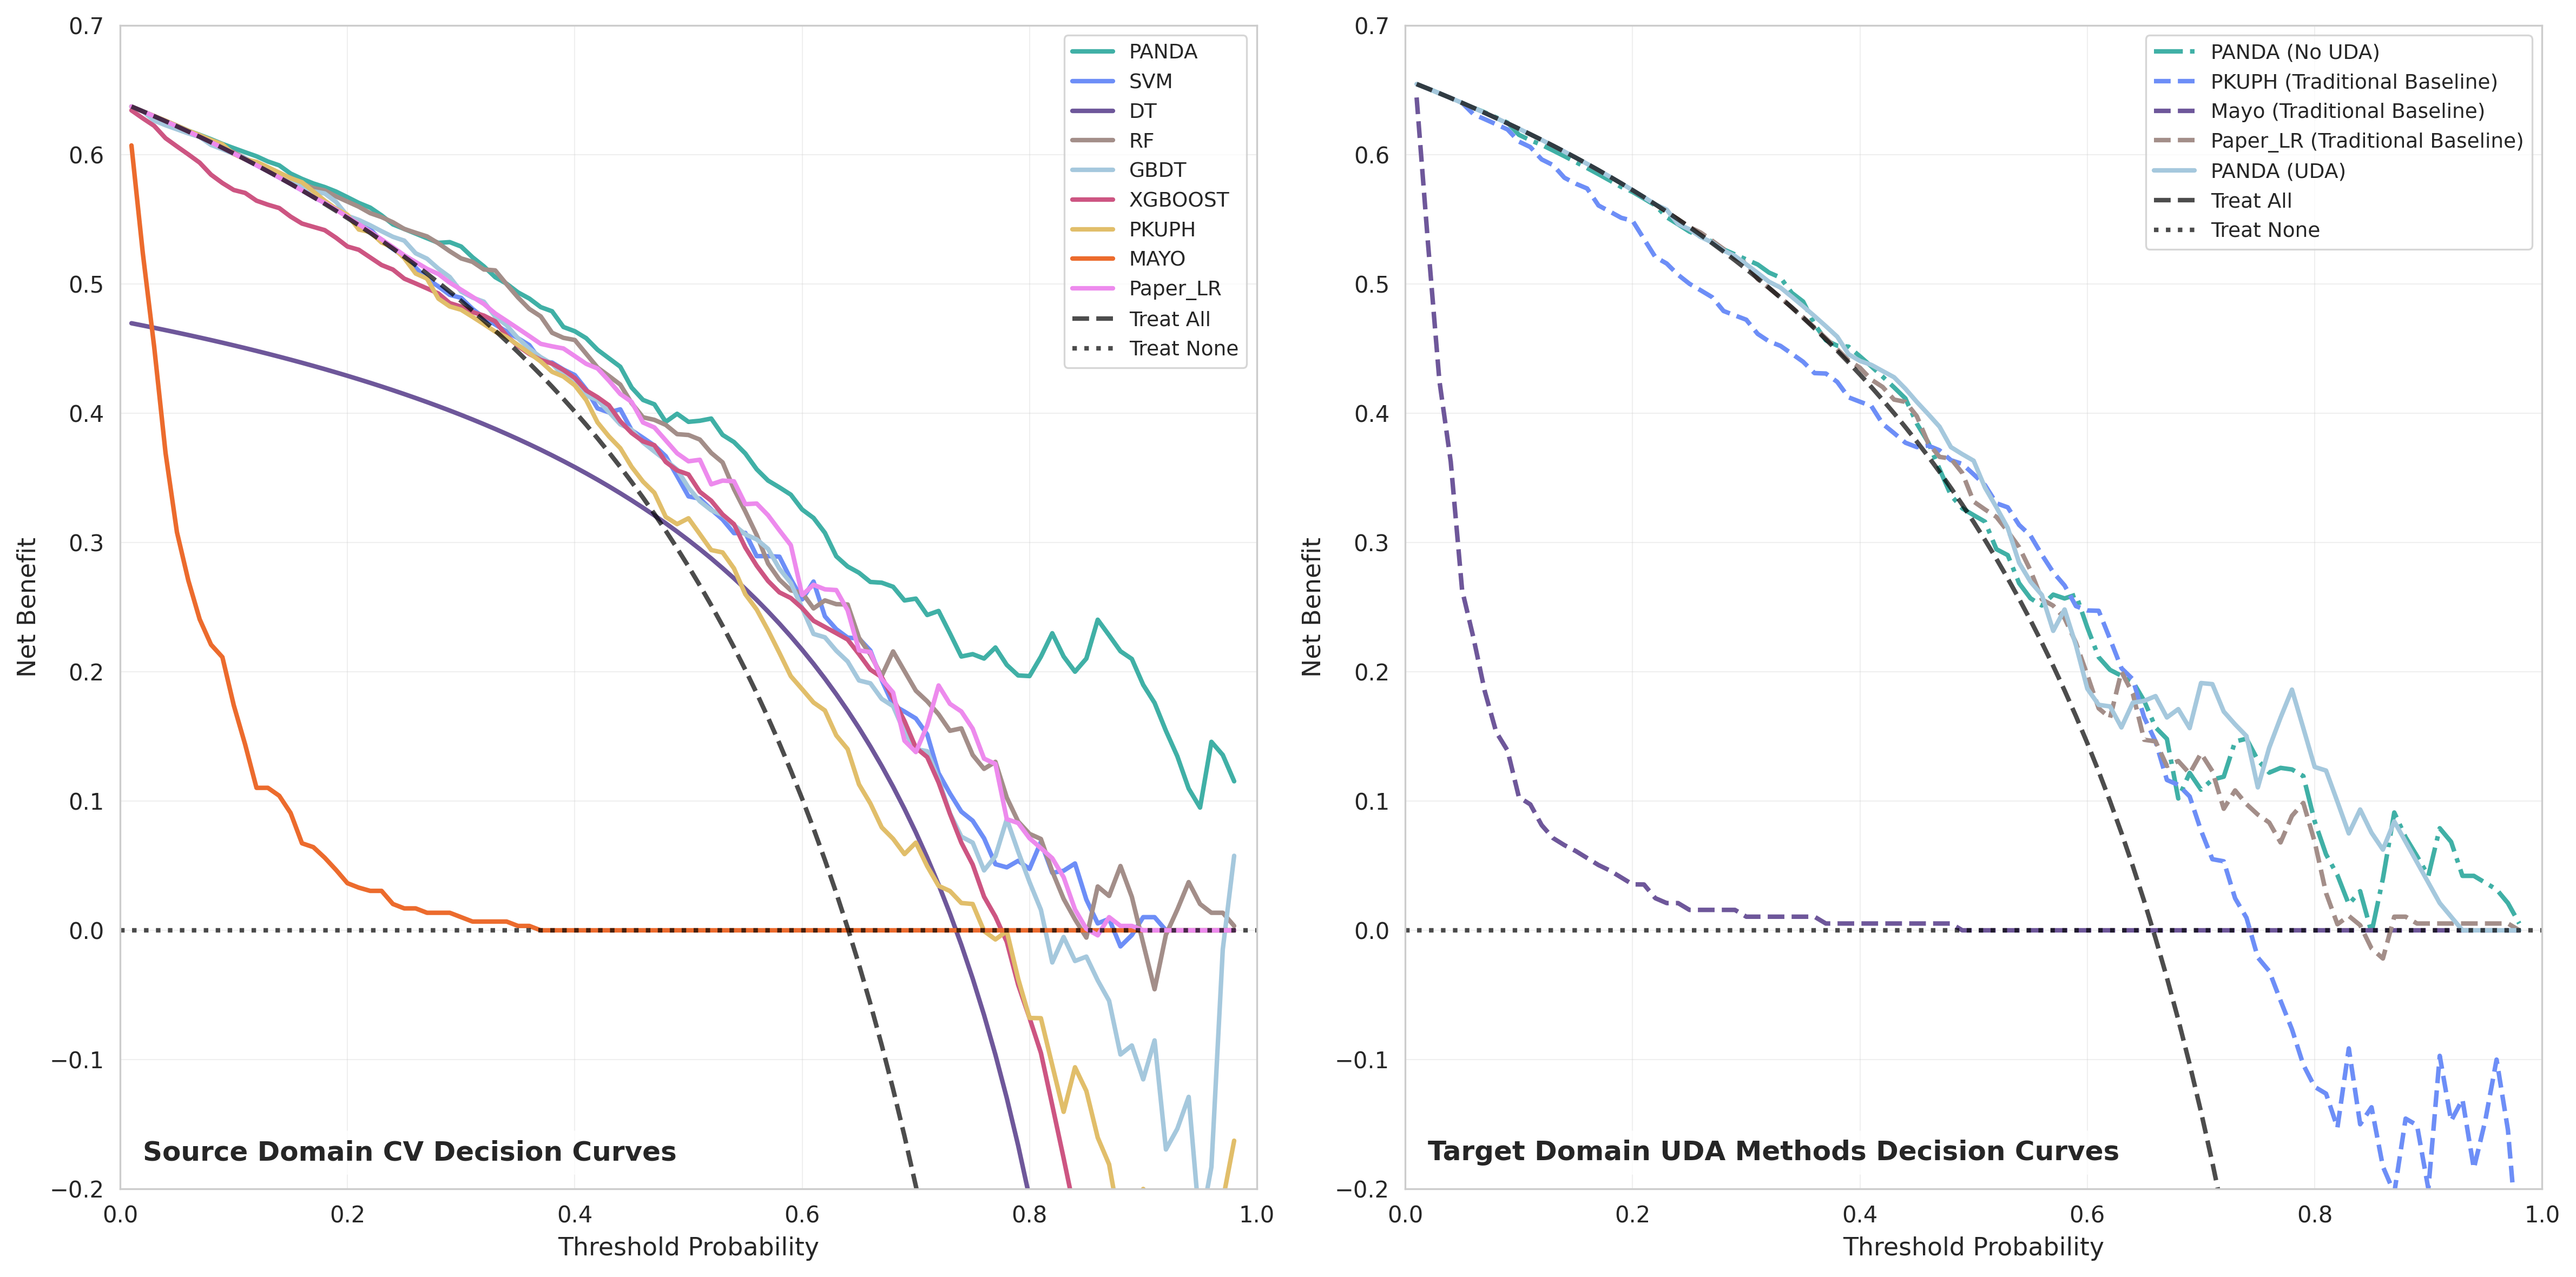 0.7
0.6
0.5
0.4
0.3
0.2
0.1
0.0
−0.1
−0.2
Net Benefit
0.0 0.2 0.4 0.6 0.8 1.0
Threshold Probability
PANDA
SVM
DT
RF
GBDT
XGBOOST
PKUPH
MAYO
Paper_LR
Treat All
Treat None
Source Domain CV Decision Curves
0.7
0.6
0.5
0.4
0.3
0.2
0.1
0.0
−0.1
−0.2
Net Benefit
0.0 0.2 0.4 0.6 0.8 1.0
Threshold Probability
PANDA (No UDA)
PKUPH (Traditional Baseline)
Mayo (Traditional Baseline)
Paper_LR (Traditional Baseline)
PANDA (UDA)
Treat All
Treat None
Target Domain UDA Methods Decision Curves